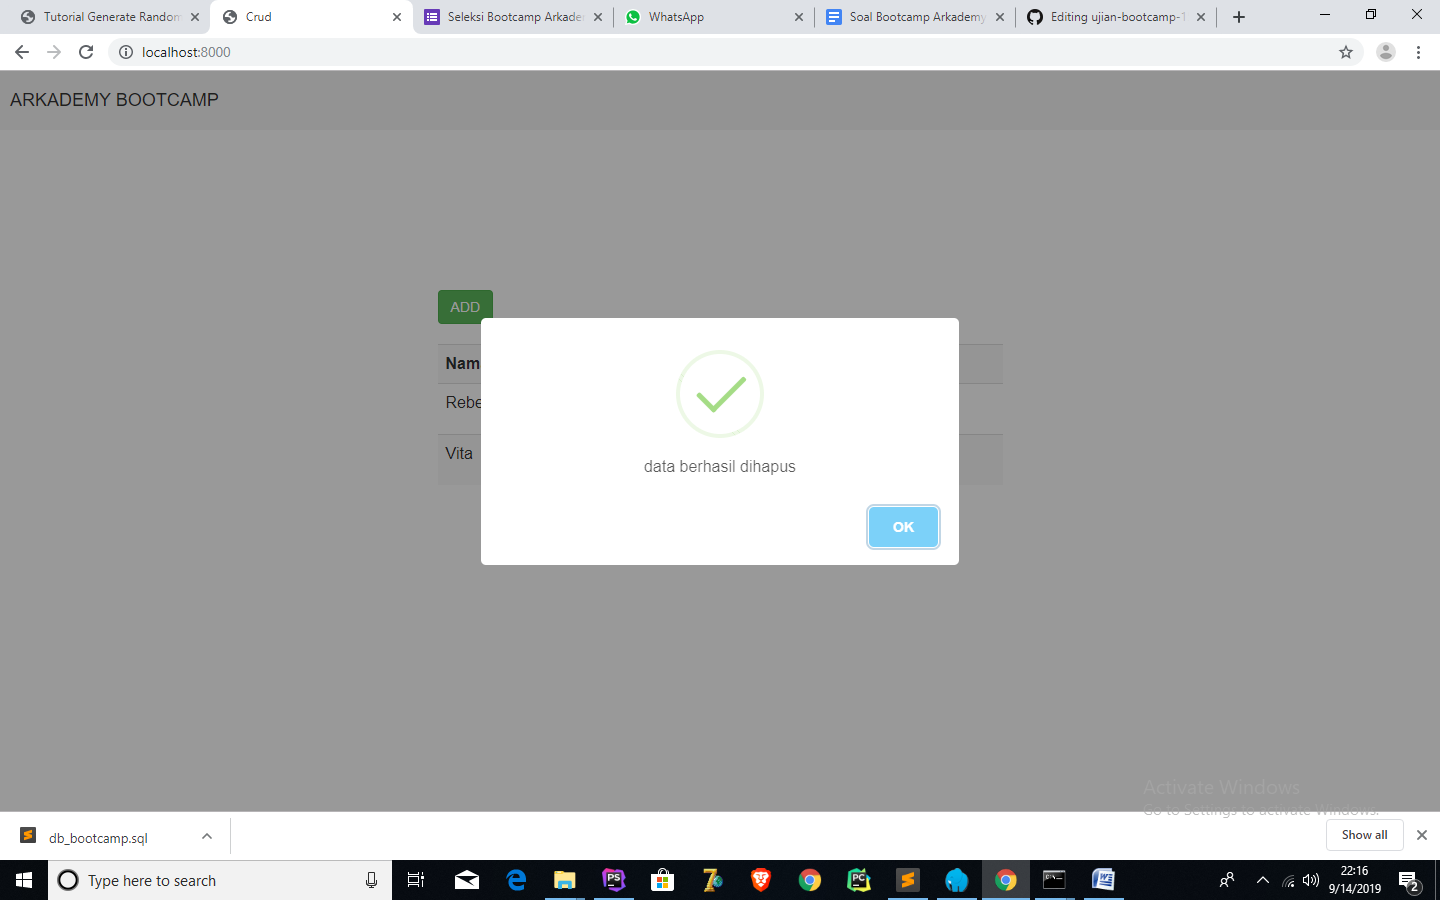 Tutorial Generate Random
Crud
Seleksi Bootcamp Arkade
WhatsApp
Soal Bootcamp Arkademy
Editing ujian-bootcamp-1
localhost:8000
ARKADEMY BOOTCAMP
ADD
Nam
Rebe
Vita
data berhasil dihapus
OK
Activate Windows
Go to Settings to activate Windows.
db_bootcamp.sql
Show all
Type here to search
22:16
9/14/2019
2